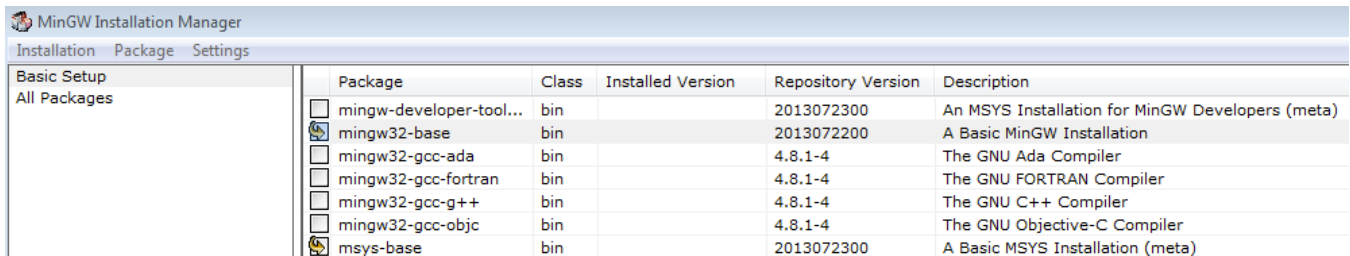 MinGW Installation Manager
Installation Package Settings
Basic Setup
All Packages
Package Class Installed Version Repository Version Description
mingw-developer-tool... bin 2013072300 An MSYS Installation for MinGW Developers (meta)
mingw32-base bin 2013072200 A Basic MinGW Installation
mingw32-gcc-ada bin 4.8.1-4 The GNU Ada Compiler
mingw32-gcc-fortran bin 4.8.1-4 The GNU FORTRAN Compiler
mingw32-gcc-g++ bin 4.8.1-4 The GNU C++ Compiler
mingw32-gcc-objc bin 4.8.1-4 The GNU Objective-C Compiler
msys-base bin 2013072300 A Basic MSYS Installation (meta)